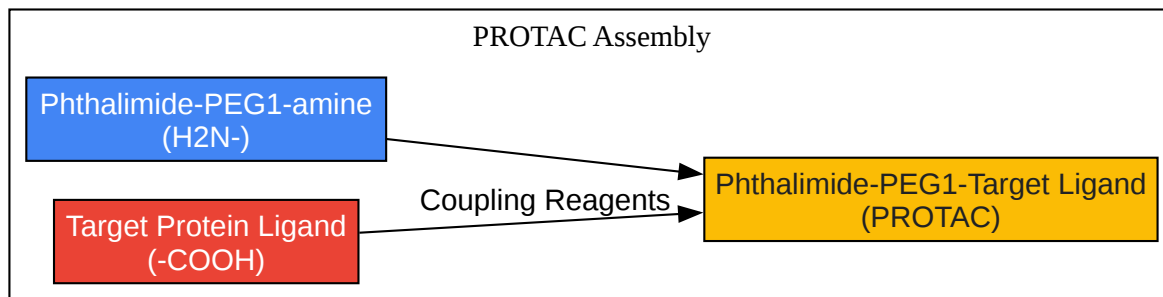 PROTAC Assembly
Phthalimide-PEG1-amine
(H2N-)
Target Protein Ligand
(-COOH)
Coupling Reagents
Phthalimide-PEG1-Target Ligand
(PROTAC)